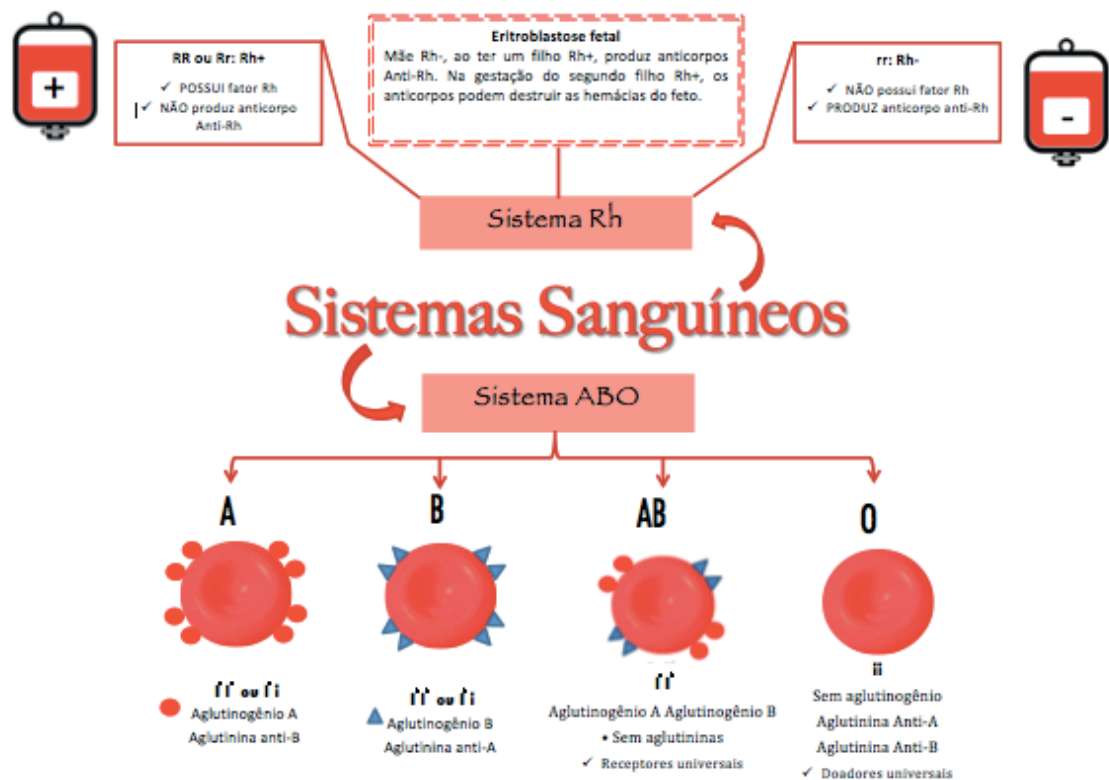 Eritroblastose fetal
Mãe Rh-, ao ter um filho Rh+, produz anticorpos
Anti-Rh. Na gestação do segundo filho Rh+, os
anticorpos podem destruir as hemácias do feto.
+
RR ou Rr: Rh+
✓ POSSUI fator Rh
✓ NÃO produz anticorpo
Anti-Rh
rr: Rh-
✓ NÃO possui fator Rh
✓ PRODUZ anticorpo anti-Rh
-
Sistema Rh
Sistemas Sanguíneos
Sistema ABO
A
B
AB
O
ou
Aglutinogênio A
Aglutinina anti-B
ou
Aglutinogênio B
Aglutinina anti-A
Aglutinogênio A Aglutinogênio B
• Sem aglutininas
✓ Receptores universais
ii
Sem aglutinogênio
Aglutinina Anti-A
Aglutinina Anti-B
✓ Doadores universais